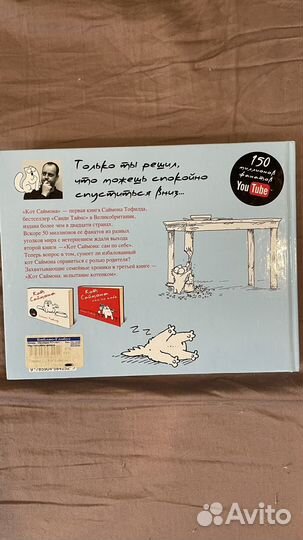 Только ты решил,
что можешь спокойно
спуститься вниз...
150
миллионов
фанатов
YouTube
«Кот Саймона» — первая книга Саймона Тофилда,
бестселлер «Санди Таймс» в Великобритании,
издана более чем в двадцати странах.
Вскоре 50 миллионов ее фанатов из разных
уголков мира с нетерпением ждали выхода
второй книги — «Кот Саймона: сам по себе».
Теперь вопрос в том, сумеет ли избалованный
кот Саймона справиться с ролью родителя?
Захватывающие семейные хроники в третьей книге —
«Кот Саймона: испытание котенком».
Кот
Саймона
Кот
Саймона
Avito